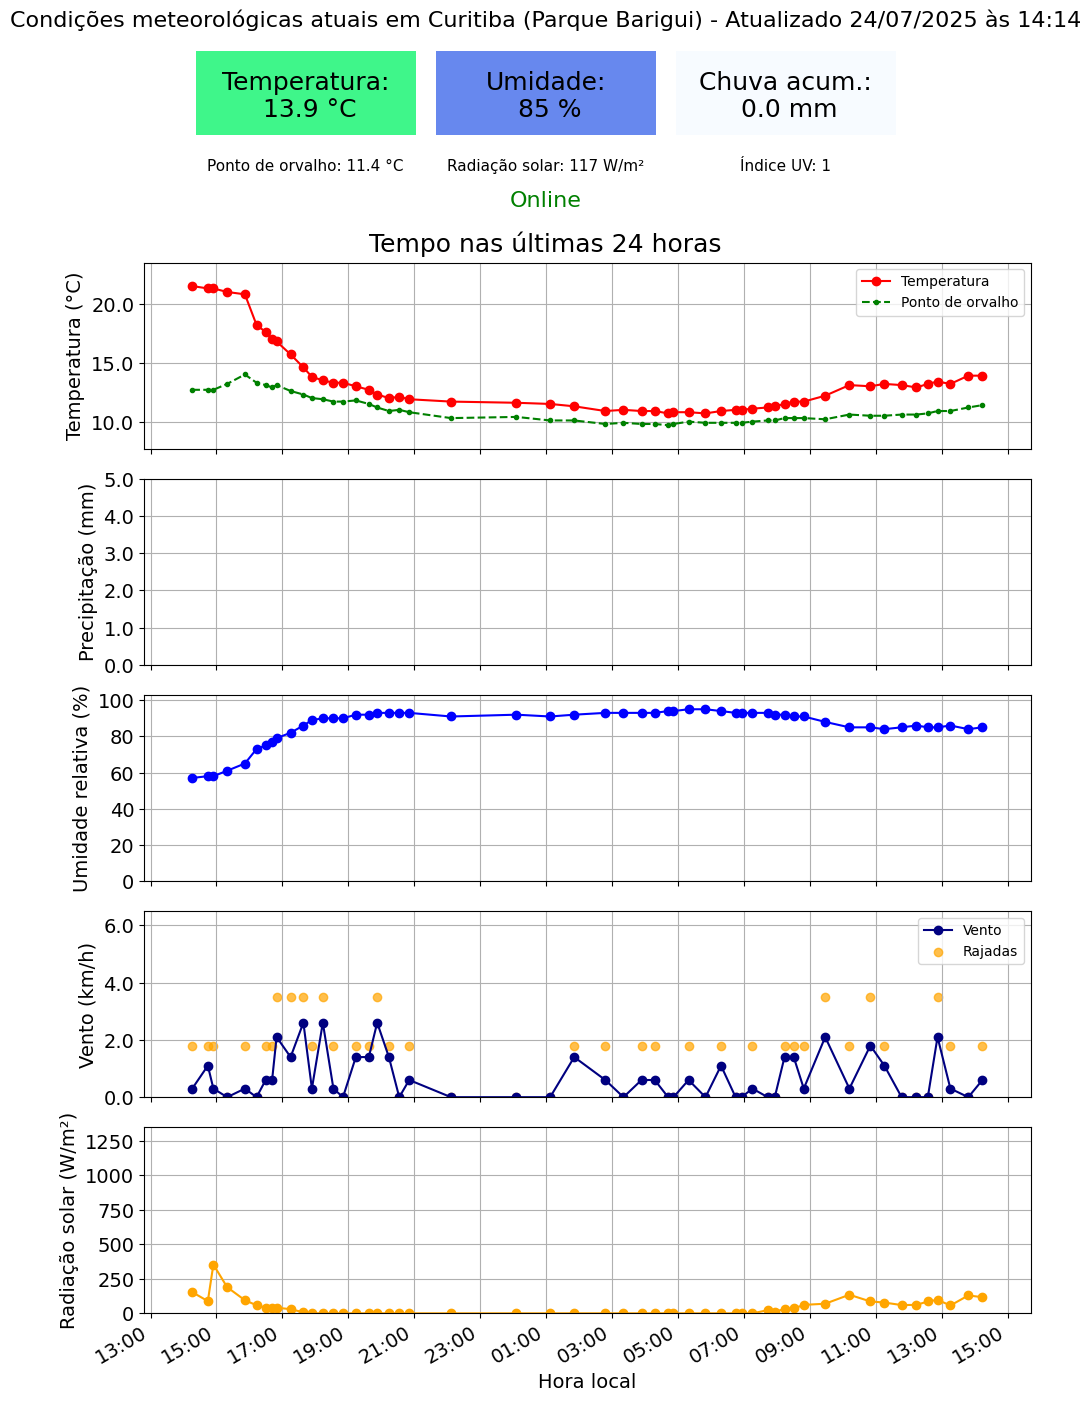 Condições meteorológicas atuais em Curitiba (Parque Barigui) - Atualizado 24/07/2025 às 14:14
Temperatura:
13.9 °C
Umidade:
85 %
Chuva acum.:
0.0 mm
Ponto de orvalho: 11.4 °C
Radiação solar: 117 W/m²
Índice UV: 1
Online
Tempo nas últimas 24 horas
Temperatura (°C)
20.0
15.0
10.0
Temperatura
Ponto de orvalho
Precipitação (mm)
5.0
4.0
3.0
2.0
1.0
0.0
Umidade relativa (%)
100
80
60
40
20
0
Vento (km/h)
6.0
4.0
2.0
0.0
Vento
Rajadas
Radiação solar (W/m²)
1250
1000
750
500
250
0
13:00
15:00
17:00
19:00
21:00
23:00
01:00
03:00
05:00
07:00
09:00
11:00
13:00
15:00
Hora local